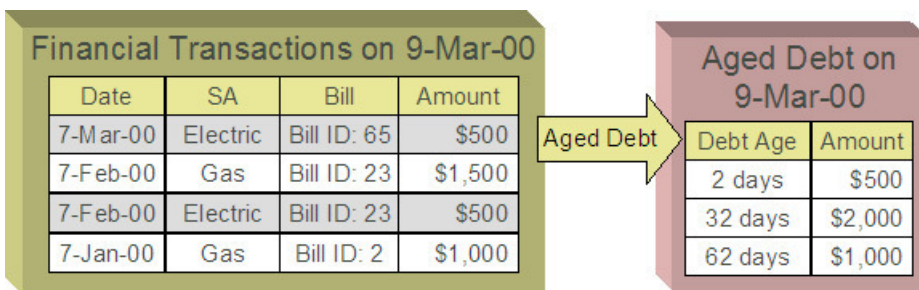 Financial Transactions on 9-Mar-00
Date SA Bill Amount
7-Mar-00 Electric Bill ID: 65 $500
7-Feb-00 Gas Bill ID: 23 $1,500
7-Feb-00 Electric Bill ID: 23 $500
7-Jan-00 Gas Bill ID: 2 $1,000
Aged Debt
Aged Debt on
9-Mar-00
Debt Age Amount
2 days $500
32 days $2,000
62 days $1,000